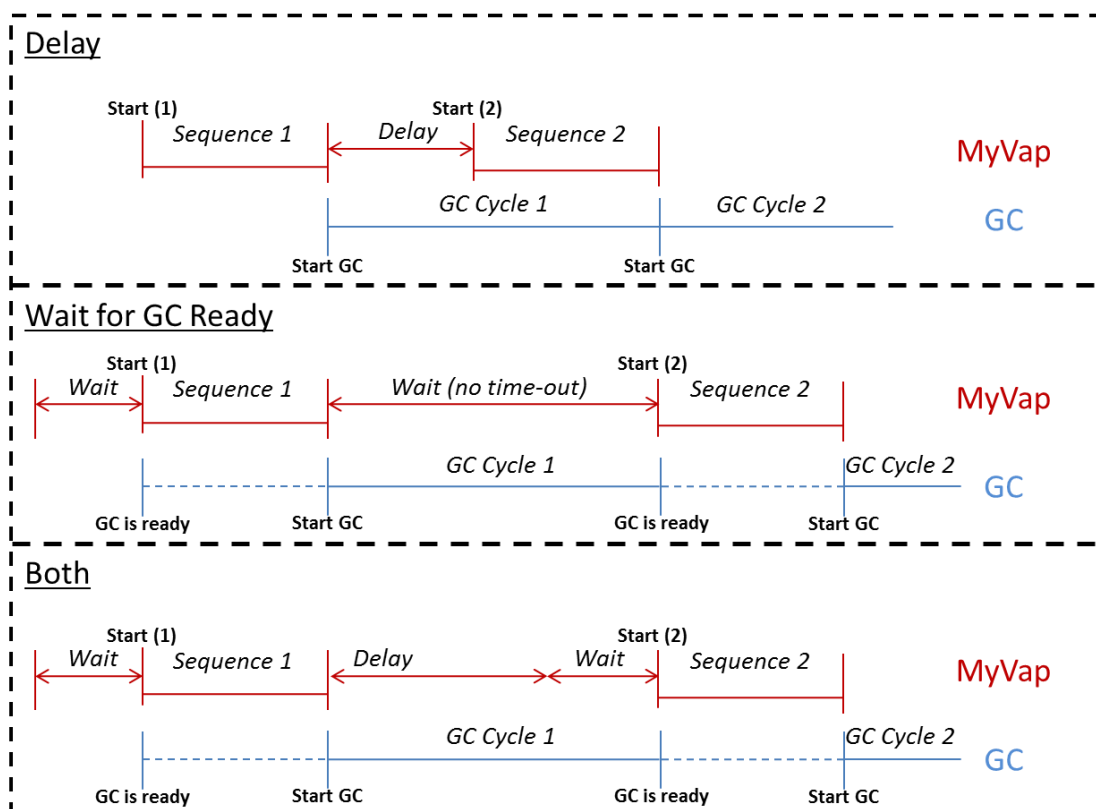 Delay
Start (1) Start (2)
Sequence 1 Delay Sequence 2
MyVap
GC Cycle 1 GC Cycle 2
GC
Start GC Start GC
Wait for GC Ready
Start (1) Start (2)
Wait Sequence 1 Wait (no time-out) Sequence 2
MyVap
GC Cycle 1 GC Cycle 2
GC
GC is ready Start GC GC is ready Start GC
Both
Start (1) Start (2)
Wait Sequence 1 Delay Wait Sequence 2
MyVap
GC Cycle 1 GC Cycle 2
GC
GC is ready Start GC GC is ready Start GC